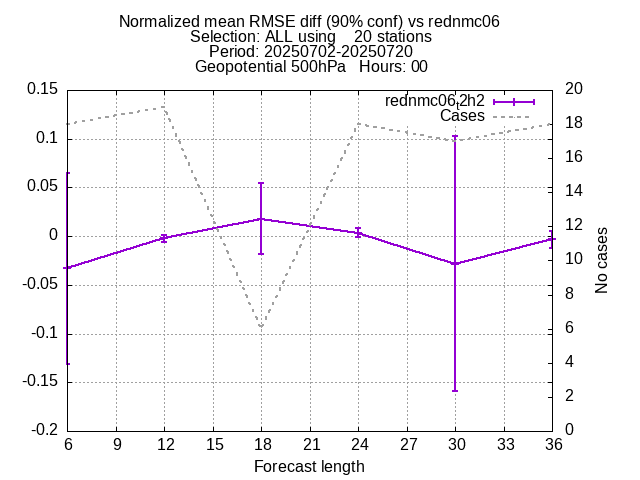 Normalized mean RMSE diff (90% conf) vs rednmc06
Selection: ALL using    20 stations
Period: 20250702-20250720
Geopotential 500hPa   Hours: 00
rednmc06,2h2
Cases
0.15
0.1
0.05
0
-0.05
-0.1
-0.15
-0.2
20
18
16
14
12
10
8
6
4
2
0
No cases
6 9 12 15 18 21 24 27 30 33 36
Forecast length